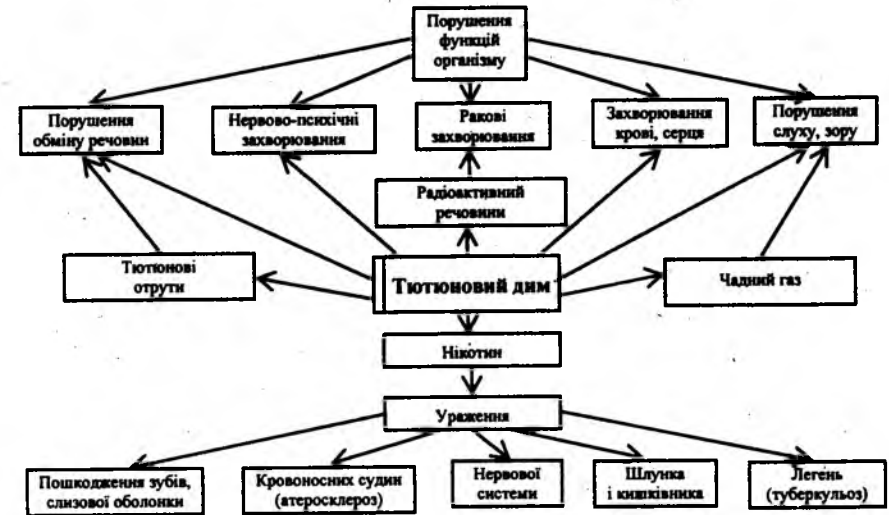 Порушення
функцій
організму
Порушення
обміну речовин
Нервово-психічні
захворювання
Ракові
захворювання
Захворювання
крові, серця
Порушення
слуху, зору
Радіоактивний
речовини
Тютюнові
отрути
Тютюновий дим
Чадний газ
Нікотин
Ураження
Пошкодження зубів,
слизової оболонки
Кровоносних судин
(атеросклероз)
Нервової
системи
Шлунка
і кишківника
Легень
(туберкульоз)